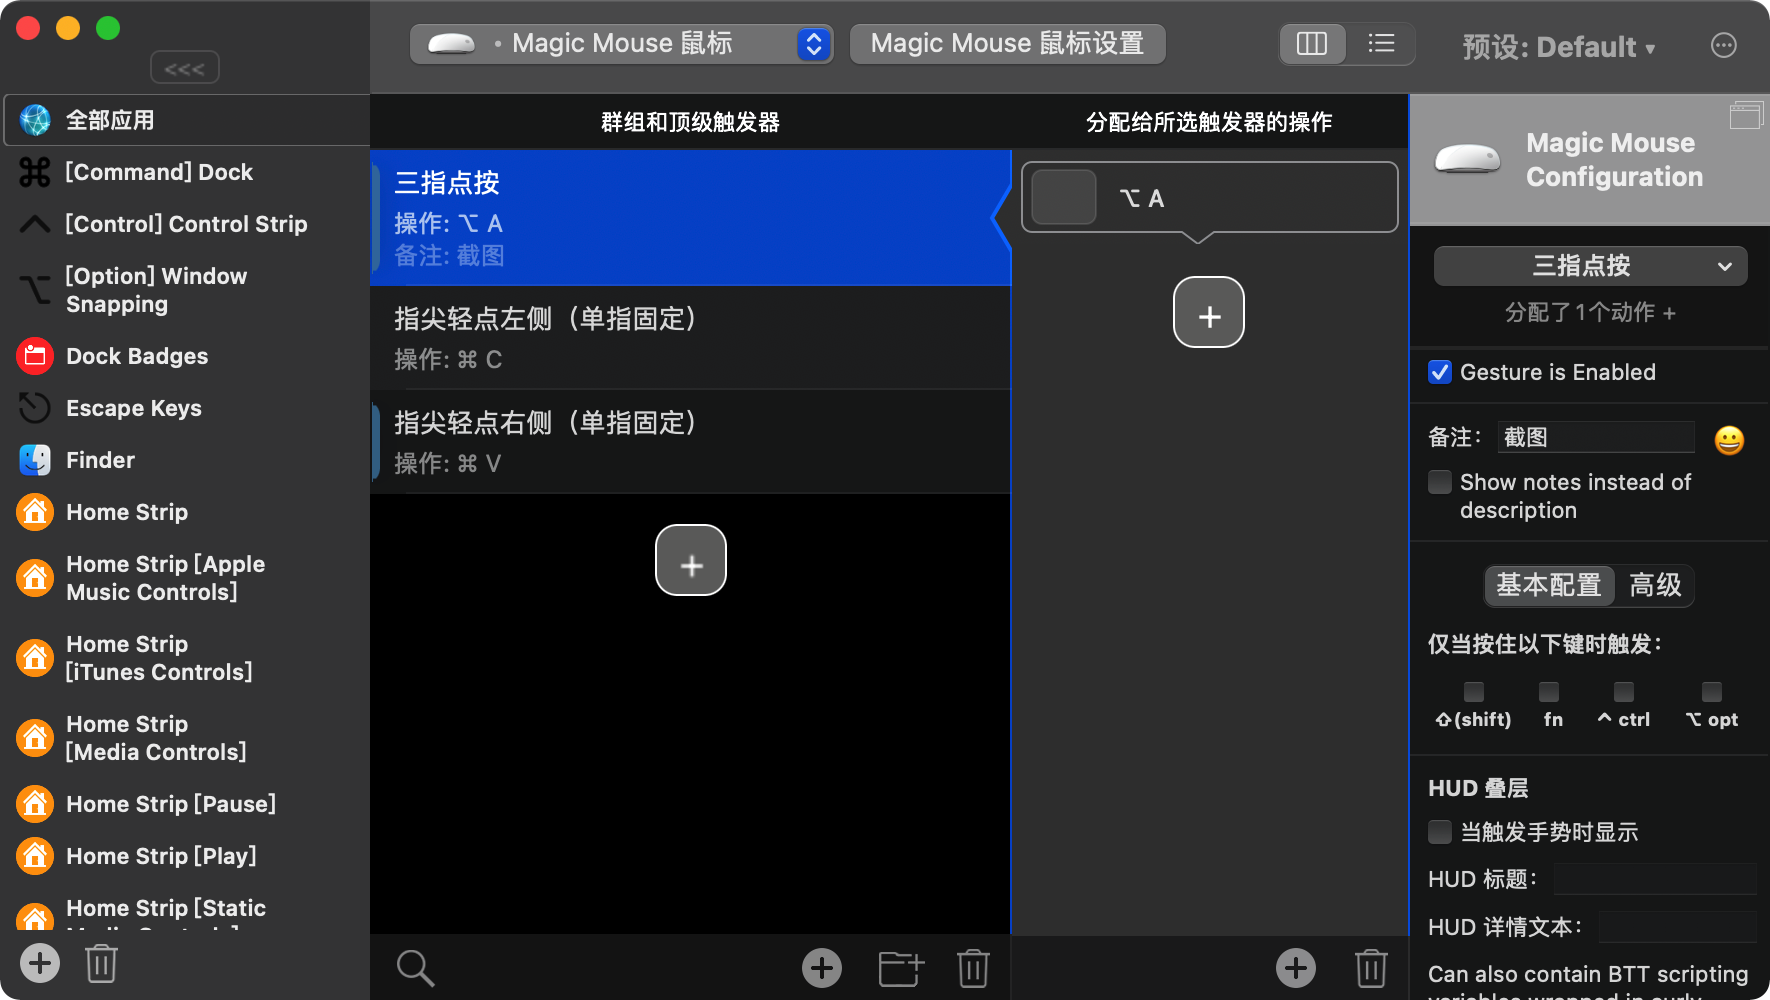 <<<
Magic Mouse 鼠标
Magic Mouse 鼠标设置
预设: Default ▾
全部应用
[Command] Dock
[Control] Control Strip
[Option] Window
Snapping
Dock Badges
Escape Keys
Finder
Home Strip
Home Strip [Apple
Music Controls]
Home Strip
[iTunes Controls]
Home Strip
[Media Controls]
Home Strip [Pause]
Home Strip [Play]
Home Strip [Static
群组和顶级触发器
三指点按
操作: ⌥ A
备注: 截图
指尖轻点左侧（单指固定）
操作: ⌘ C
指尖轻点右侧（单指固定）
操作: ⌘ V
分配给所选触发器的操作
⌥ A
Magic Mouse
Configuration
三指点按
分配了1个动作 +
Gesture is Enabled
备注: 截图
Show notes instead of
description
基本配置 高级
仅当按住以下键时触发:
⇧(shift) fn ^ ctrl ⌥ opt
HUD 叠层
当触发手势时显示
HUD 标题:
HUD 详情文本:
Can also contain BTT scripting
variables wrapped in curly